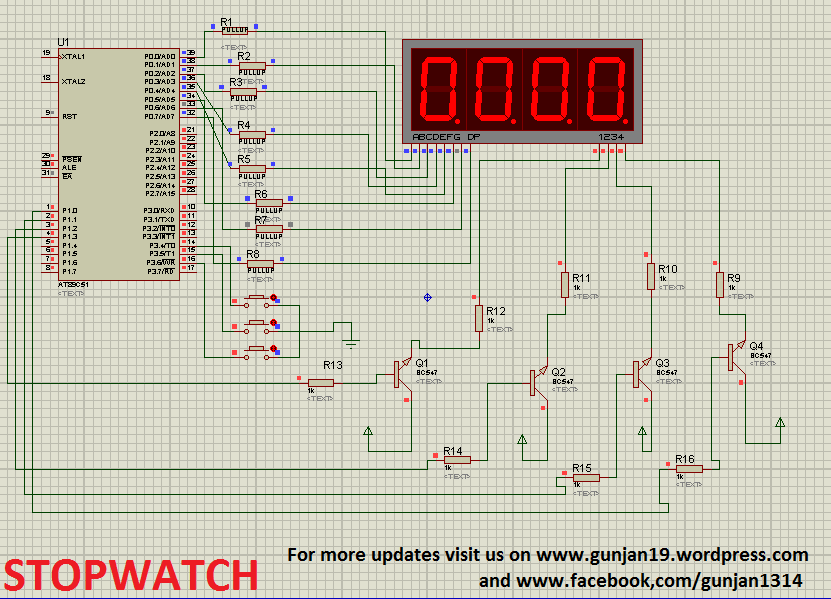 R1
PULLUP
<TEXT>
U1
19 XTAL1 P0.0/AD0 39
P0.1/AD1 38
P0.2/AD2 37
18 XTAL2 P0.3/AD3 36
P0.4/AD4 35
P0.5/AD5 34
P0.6/AD6 33
9 RST P0.7/AD7 32
P2.0/A8 21
P2.1/A9 22
P2.2/A10 23
29 PSEN P2.3/A11 24
30 ALE P2.4/A12 25
31 EA P2.5/A13 26
P2.6/A14 27
P2.7/A15 28
1 P1.0 P3.0/RXD 10
2 P1.1 P3.1/TXD 11
3 P1.2 P3.2/INT0 12
4 P1.3 P3.3/INT1 13
5 P1.4 P3.4/T0 14
6 P1.5 P3.5/T1 15
7 P1.6 P3.6/WR 16
8 P1.7 P3.7/RD 17
AT89C51
<TEXT>
R2
PULLUP
<TEXT>
R3
PULLUP
<TEXT>
R4
PULLUP
<TEXT>
R5
PULLUP
<TEXT>
R6
PULLUP
<TEXT>
R7
PULLUP
<TEXT>
R8
PULLUP
<TEXT>
0.0.0.0
ABCDEFG DP 1234
R11
1k
<TEXT>
R10
1k
<TEXT>
R9
1k
<TEXT>
R12
1k
<TEXT>
R13
1k
<TEXT>
Q1
BC547
<TEXT>
Q2
BC547
<TEXT>
Q3
BC547
<TEXT>
Q4
BC547
<TEXT>
R14
1k
<TEXT>
R15
1k
<TEXT>
R16
1k
<TEXT>
STOPWATCH
For more updates visit us on www.gunjan19.wordpress.com
and www.facebook,com/gunjan1314